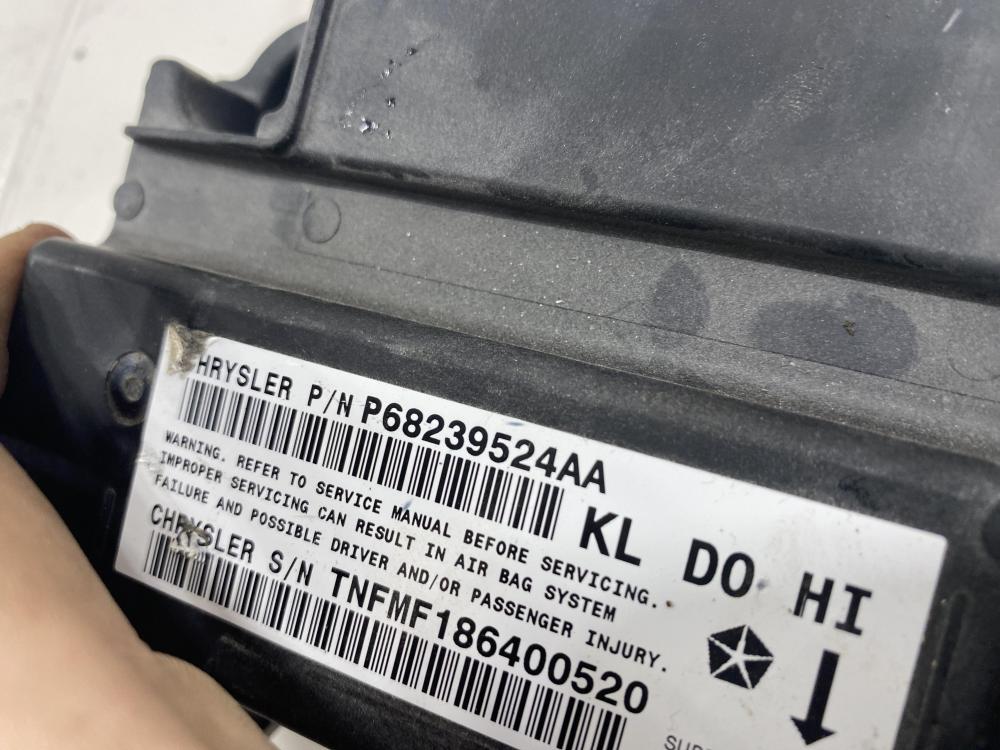 HRYSLER P/N P68239524AA
KL DO HI
WARNING. REFER TO SERVICE MANUAL BEFORE SERVICING.
IMPROPER SERVICING CAN RESULT IN AIR BAG SYSTEM
FAILURE AND POSSIBLE DRIVER AND/OR PASSENGER INJURY.
CHRYSLER S/N TNFMF186400520